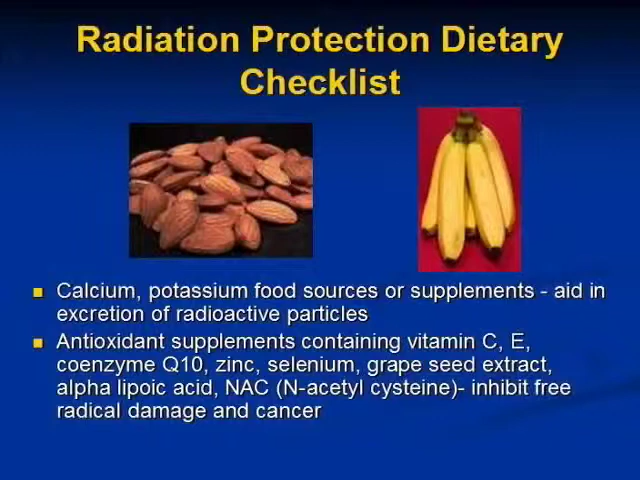 Radiation Protection Dietary
Checklist
Calcium, potassium food sources or supplements - aid in
excretion of radioactive particles
Antioxidant supplements containing vitamin C, E,
coenzyme Q10, zinc, selenium, grape seed extract,
alpha lipoic acid, NAC (N-acetyl cysteine)- inhibit free
radical damage and cancer